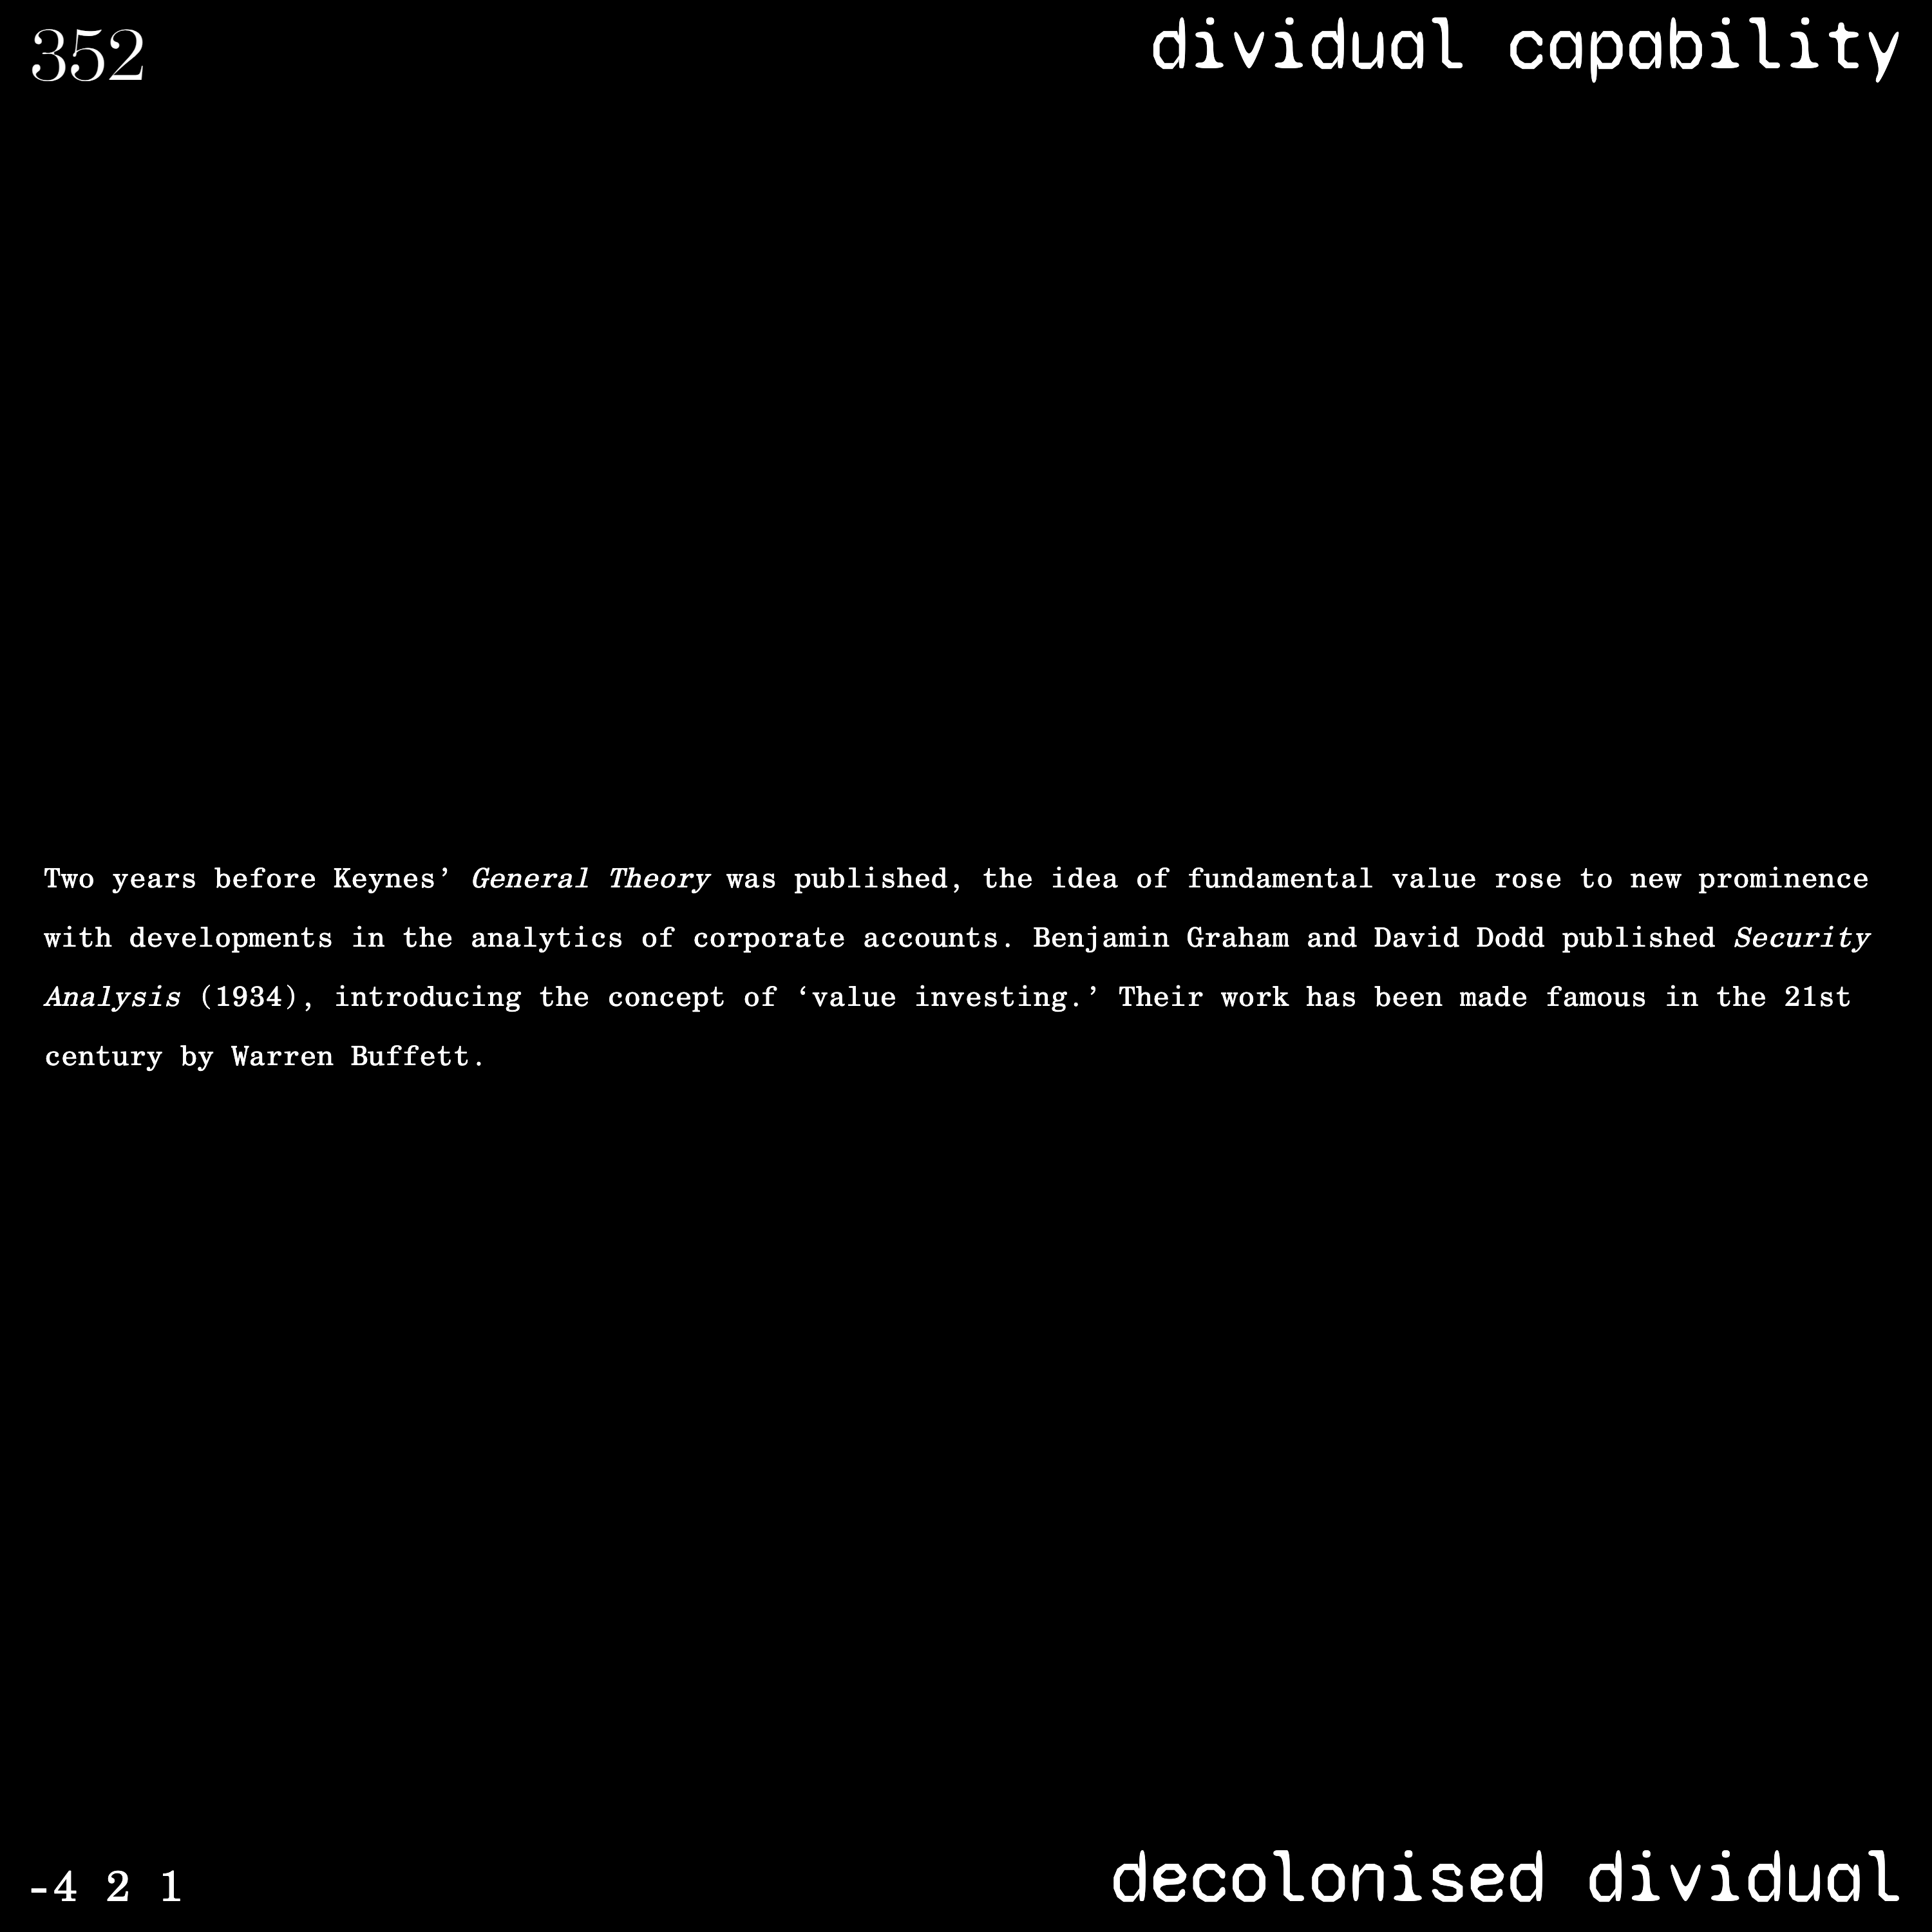 352
dividual capability
Two years before Keynes’ General Theory was published, the idea of fundamental value rose to new prominence
with developments in the analytics of corporate accounts. Benjamin Graham and David Dodd published Security
Analysis (1934), introducing the concept of ‘value investing.’ Their work has been made famous in the 21st
century by Warren Buffett.
-4 2 1
decolonised dividual